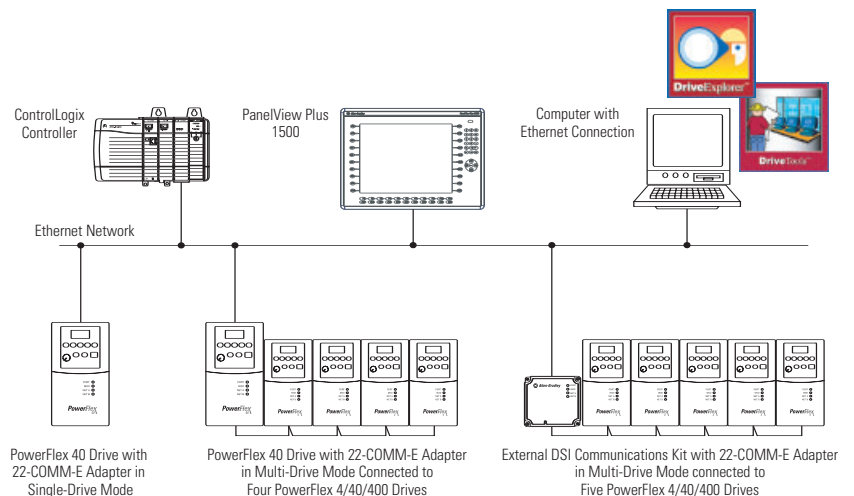 DriveExplorer™
ControlLogix
Controller
PanelView Plus
1500
Computer with
Ethernet Connection
DriveTools™
Ethernet Network
Allen-Bradley
PowerFlex
PowerFlex
PowerFlex
PowerFlex
PowerFlex
PowerFlex
PowerFlex
PowerFlex
PowerFlex
PowerFlex
PowerFlex
PowerFlex 40 Drive with
22-COMM-E Adapter in
Single-Drive Mode
PowerFlex 40 Drive with 22-COMM-E Adapter
in Multi-Drive Mode Connected to
Four PowerFlex 4/40/400 Drives
External DSI Communications Kit with 22-COMM-E Adapter
in Multi-Drive Mode connected to
Five PowerFlex 4/40/400 Drives